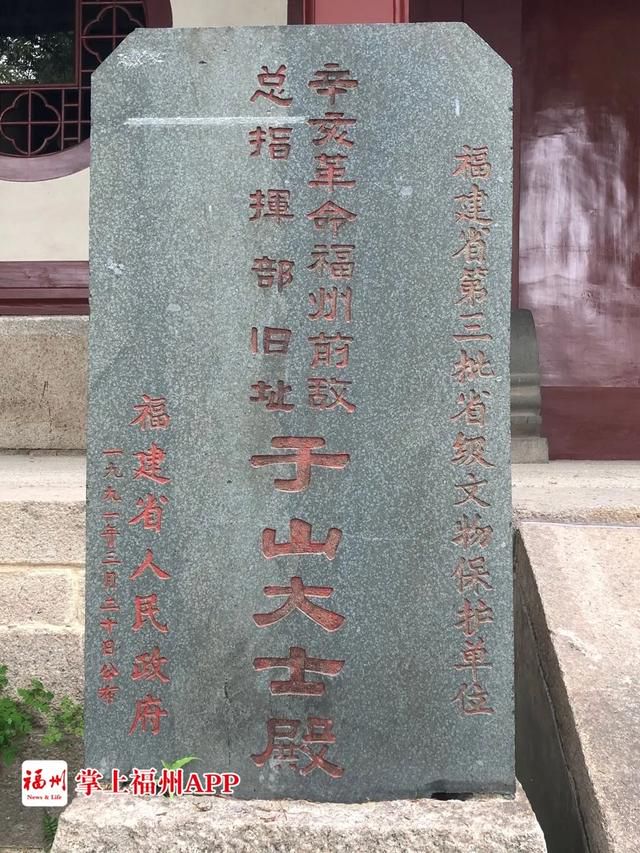 福建省第三批省级文物保护单位
辛亥革命福州前敌
总指挥部旧址
于山大士殿
福建省人民政府
一九九一年三月二十日公布
福州
News & Life
掌上福州APP